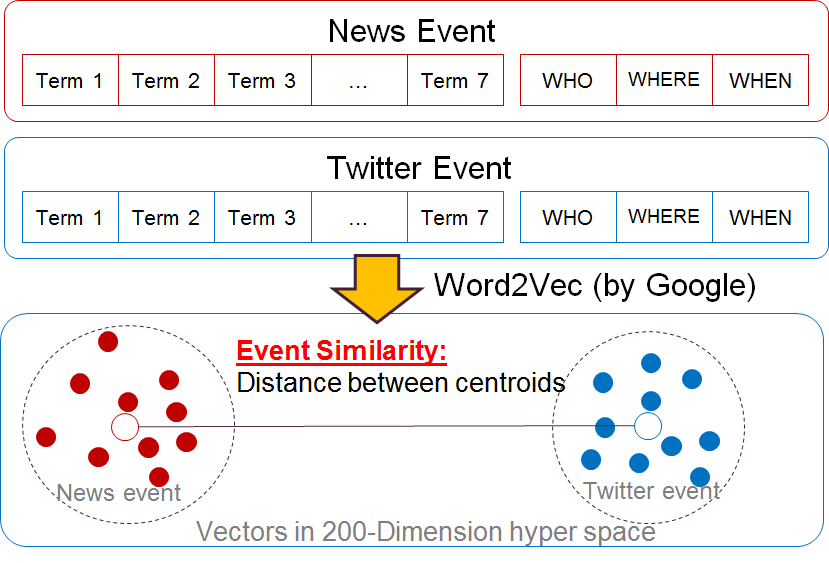 News Event
Term 1 Term 2 Term 3 ... Term 7 WHO WHERE WHEN
Twitter Event
Term 1 Term 2 Term 3 ... Term 7 WHO WHERE WHEN
Word2Vec (by Google)
Event Similarity:
Distance between centroids
News event
Twitter event
Vectors in 200-Dimension hyper space